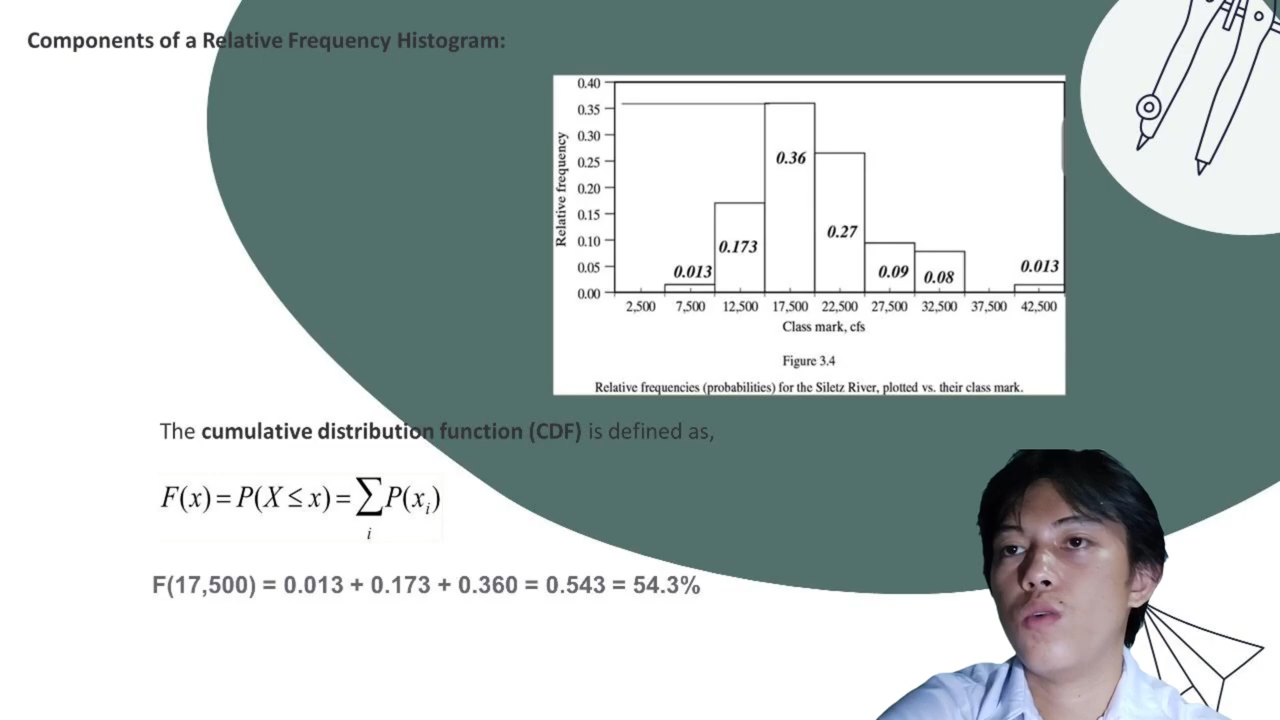 Components of a Relative Frequency Histogram:
0.40
0.35
0.30
0.25
0.20
0.15
0.10
0.05
0.00
Relative frequency
0.013
0.173
0.36
0.27
0.09
0.08
0.013
2,500 7,500 12,500 17,500 22,500 27,500 32,500 37,500 42,500
Class mark, cfs
Figure 3.4
Relative frequencies (probabilities) for the Siletz River, plotted vs. their class mark.
The cumulative distribution function (CDF) is defined as,
F(x) = P(X ≤ x) = ∑ P(xᵢ)
i
F(17,500) = 0.013 + 0.173 + 0.360 = 0.543 = 54.3%